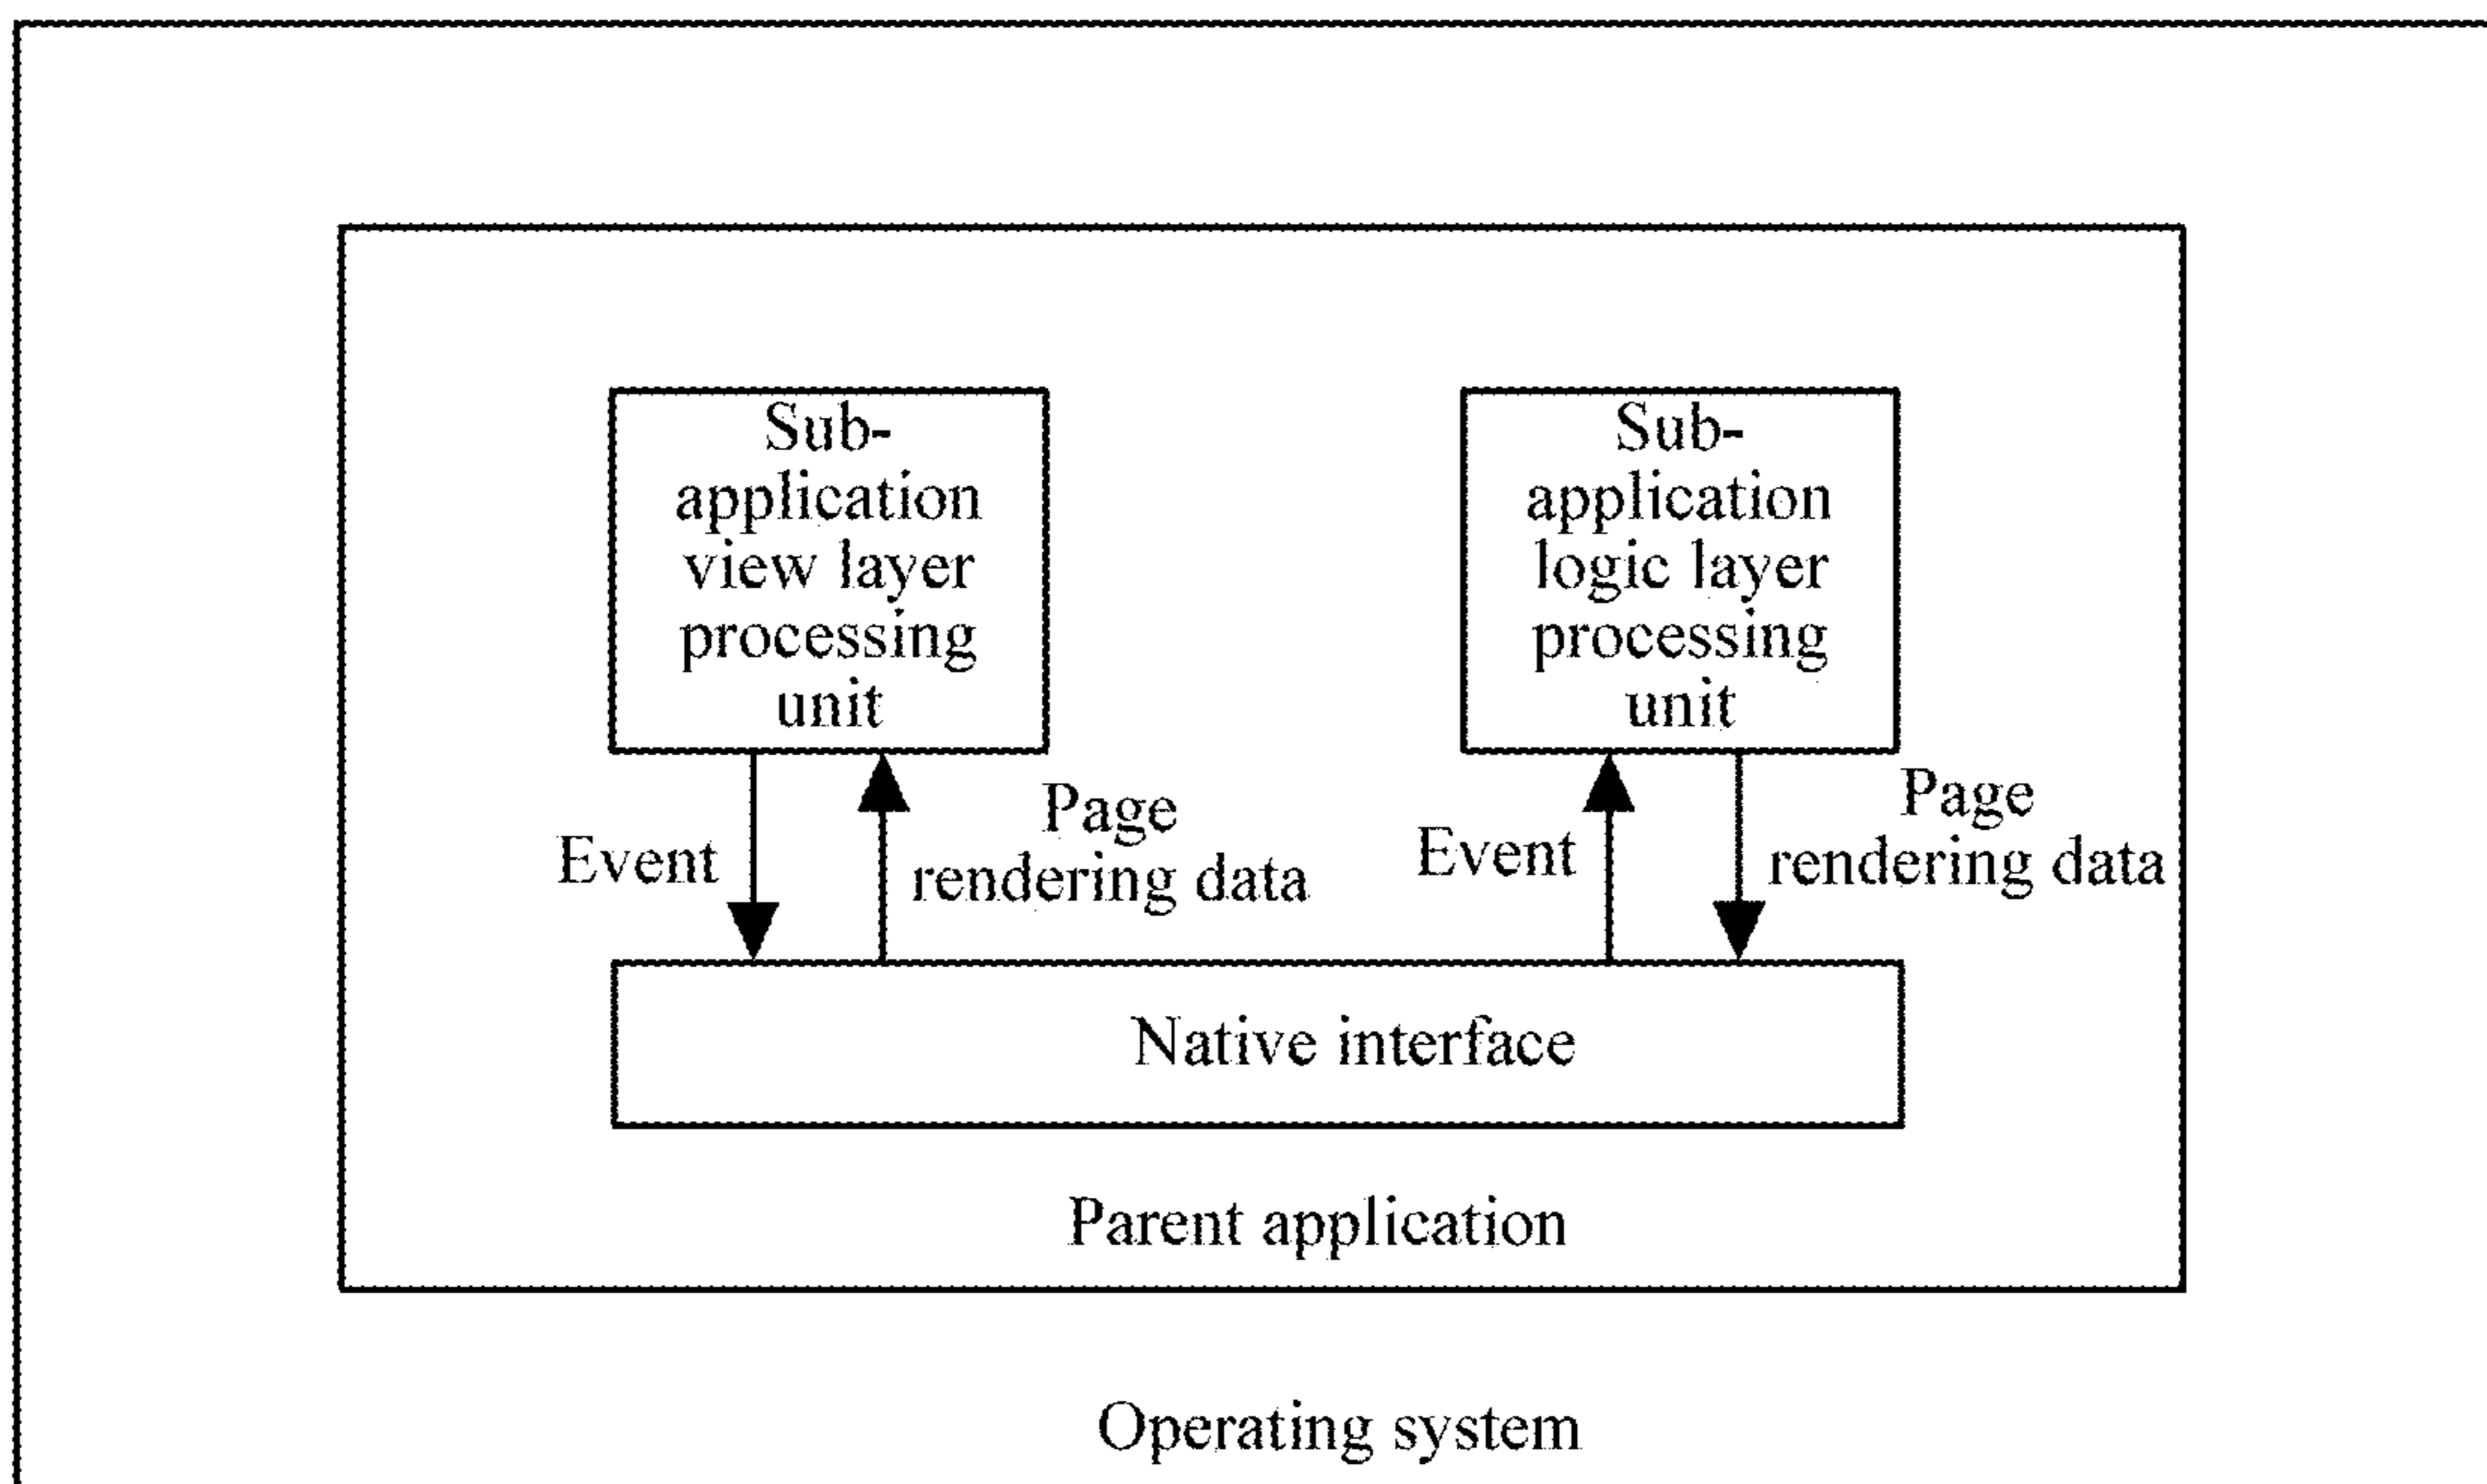 Sub-
application
view layer
processing
unit
Sub-
application
logic layer
processing
unit
Event
Page
rendering data
Event
Page
rendering data
Native interface
Parent application
Operating system